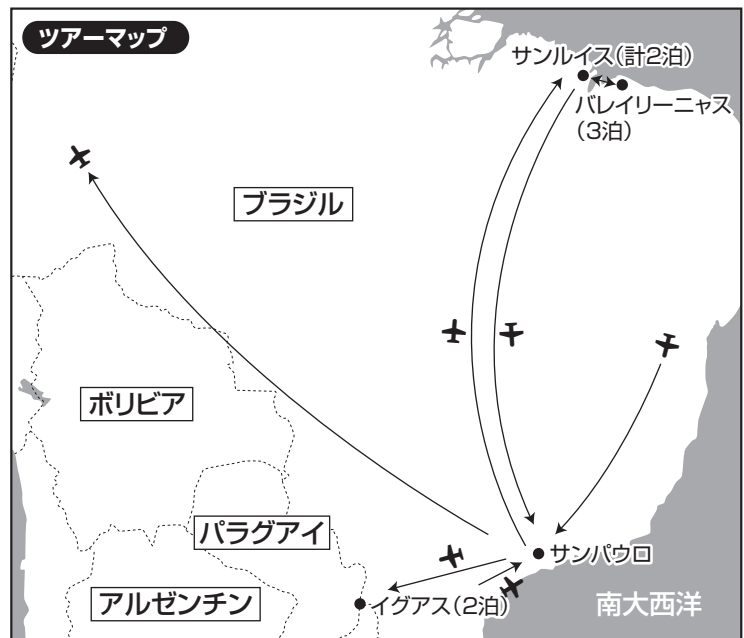 ツアーマップ
サンルイス(計2泊)
バレイリーニャス
(3泊)
ブラジル
ボリビア
パラグアイ
サンパウロ
アルゼンチン
イグアス(2泊)
南大西洋